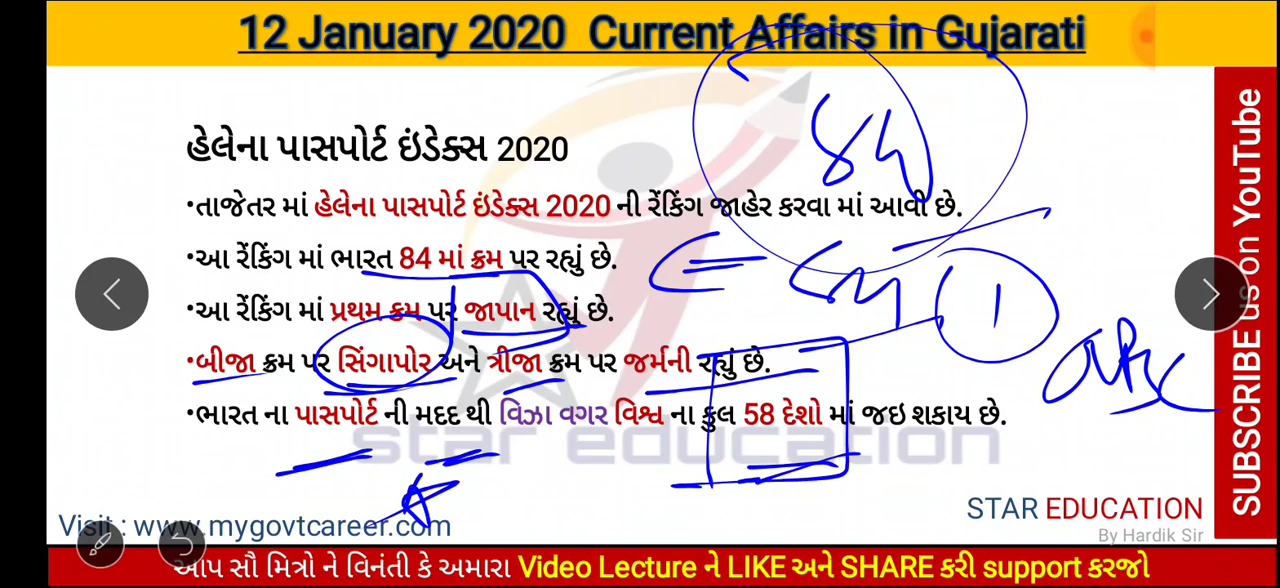 12 January 2020 Current Affairs in Gujarati
હેલેના પાસપોર્ટ ઇંડેક્સ 2020
•તાજેતર માં હેલેના પાસપોર્ટ ઇંડેક્સ 2020 ની રેંકિંગ જાહેર કરવા માં આવી છે.
•આ રેંકિંગ માં ભારત 84 માં ક્રમ પર રહ્યું છે.
•આ રેંકિંગ માં પ્રથમ ક્રમ પર જાપાન રહ્યું છે.
•બીજા ક્રમ પર સિંગાપોર અને ત્રીજા ક્રમ પર જર્મની રહ્યું છે.
•ભારત ના પાસપોર્ટ ની મદદ થી વિઝા વગર વિશ્વ ના કુલ 58 દેશો માં જઇ શકાય છે.
star education
STAR EDUCATION
By Hardik Sir
Visit : www.mygovtcareer.com
આપ સૌ મિત્રો ને વિનંતી કે અમારા Video Lecture ને LIKE અને SHARE કરી support કરજો
SUBSCRIBE us on YouTube
1